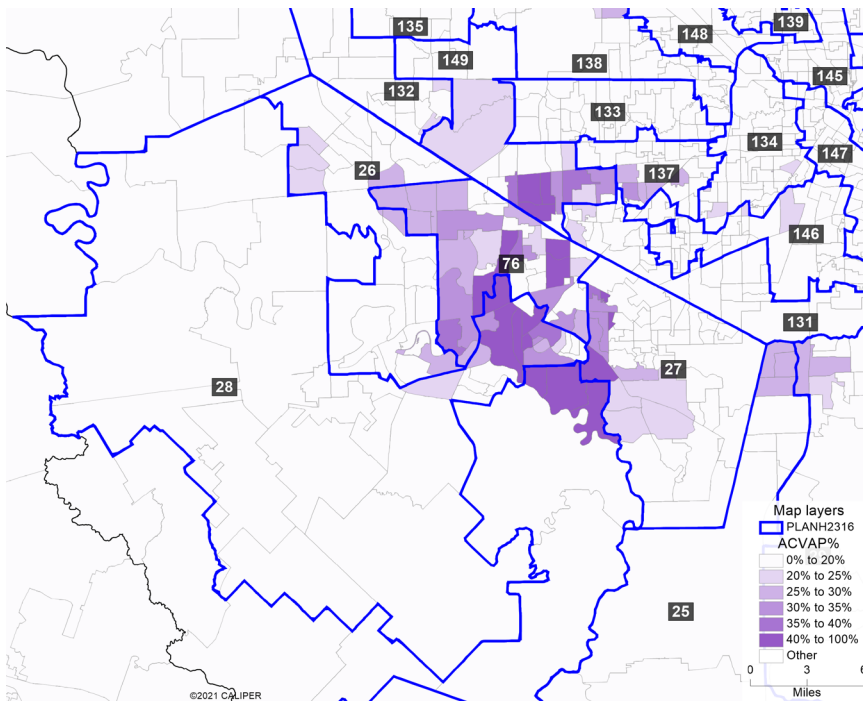 135
139
148
149
138
145
132
133
134
147
26
137
146
76
131
27
28
Map layers
PLANH2316
ACVAP%
0% to 20%
20% to 25%
25% to 30%
30% to 35%
35% to 40%
40% to 100%
Other
25
0 3 6
Miles
©2021 CALIPER